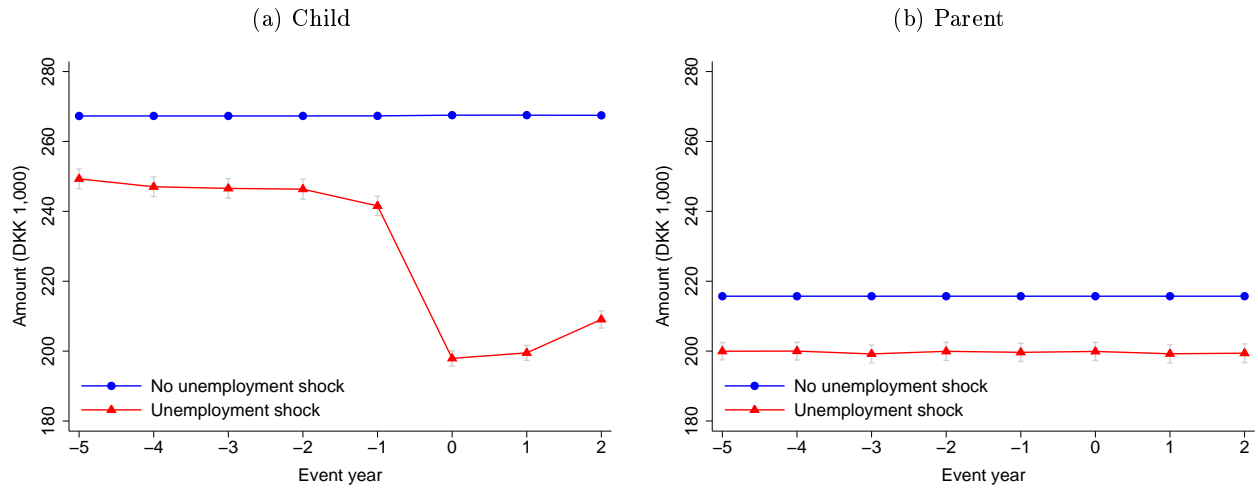 (a) Child
280
260
240
220
200
180
Amount (DKK 1,000)
No unemployment shock
Unemployment shock
−5 −4 −3 −2 −1 0 1 2
Event year
(b) Parent
280
260
240
220
200
180
Amount (DKK 1,000)
No unemployment shock
Unemployment shock
−5 −4 −3 −2 −1 0 1 2
Event year